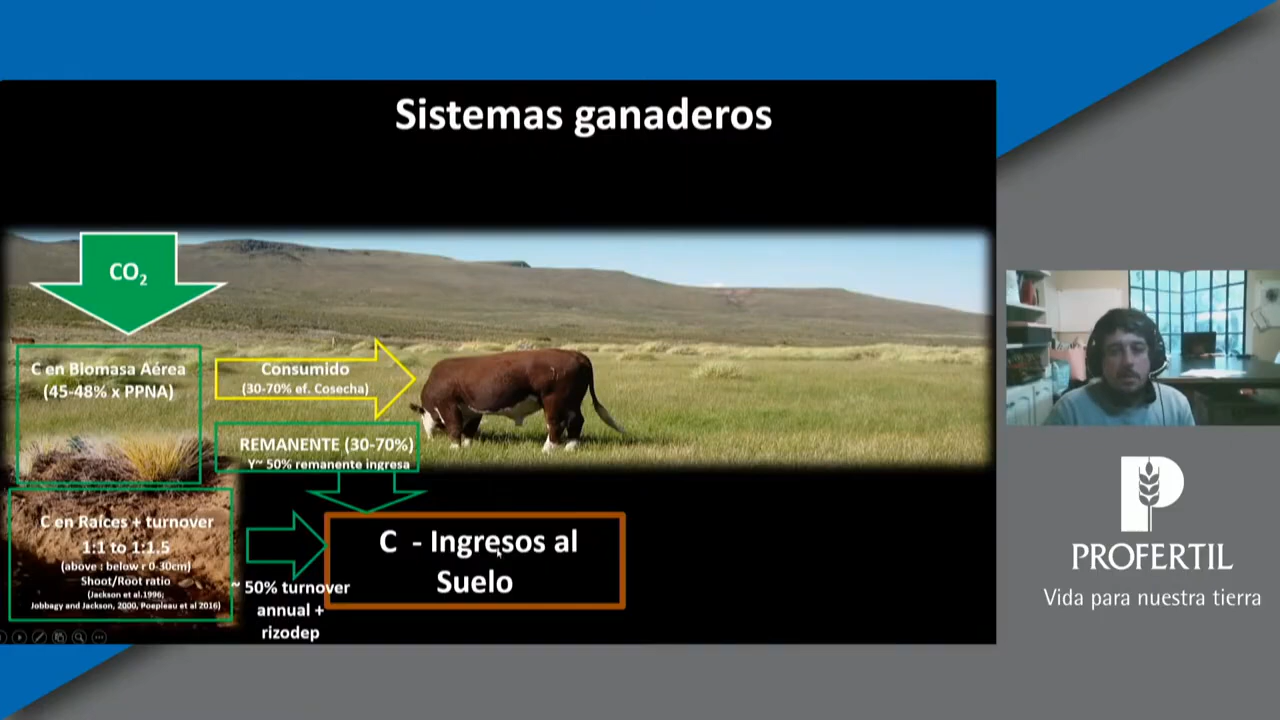 Sistemas ganaderos
CO2
C en Biomasa Aérea
(45-48% x PPNA)
Consumido
(30-70% ef. Cosecha)
REMANENTE (30-70%)
Y~ 50% remanente ingresa
C en Raíces + turnover
1:1 to 1:1.5
(above : below r 0-30cm)
Shoot/Root ratio
(Jackson et al.1996;
Jobbagy and Jackson, 2000, Poepleau et al 2016)
~ 50% turnover
annual +
rizodep
C - Ingresos al
Suelo
PROFERTIL
Vida para nuestra tierra